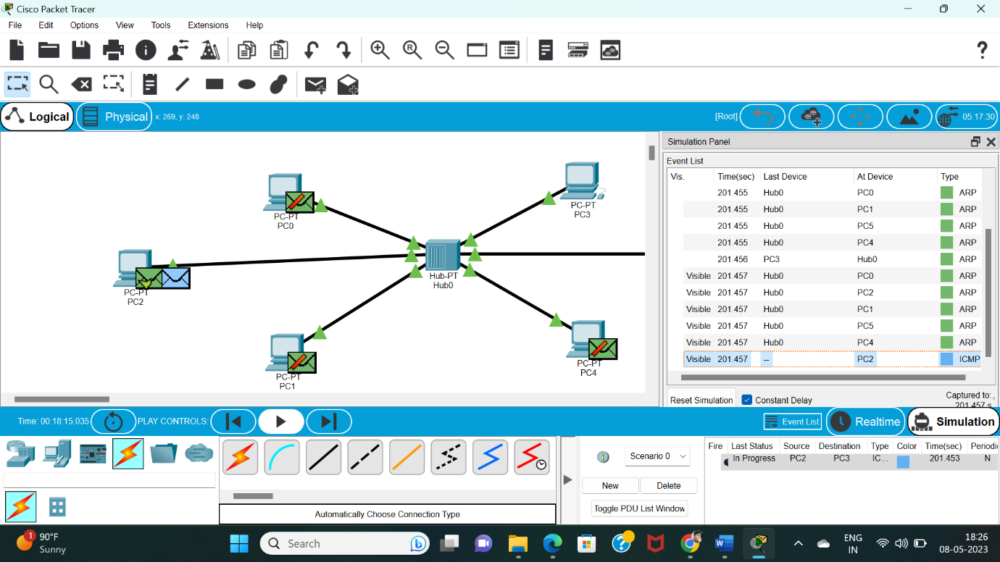 Cisco Packet Tracer
File Edit Options View Tools Extensions Help
R
?
Logical Physical x: 269, y: 248 [Root] 05:17:30
Simulation Panel
Event List
Vis. Time(sec) Last Device At Device Type
201.455 Hub0 PC0 ARP
201.455 Hub0 PC1 ARP
201.455 Hub0 PC5 ARP
201.455 Hub0 PC4 ARP
201.456 PC3 Hub0 ARP
Visible 201.457 Hub0 PC0 ARP
Visible 201.457 Hub0 PC2 ARP
Visible 201.457 Hub0 PC1 ARP
Visible 201.457 Hub0 PC5 ARP
Visible 201.457 Hub0 PC4 ARP
Visible 201.457 -- PC2 ICMP
Reset Simulation Constant Delay Captured to:
201.457 s
PC-PT
PC0
PC-PT
PC3
PC-PT
PC2
Hub-PT
Hub0
PC-PT
PC1
PC-PT
PC4
Time: 00:18:15.035 PLAY CONTROLS: Event List Realtime Simulation
Scenario 0
New Delete
Toggle PDU List Window
Fire Last Status Source Destination Type Color Time(sec) Periodi
In Progress PC2 PC3 IC... 201.453 N
Automatically Choose Connection Type
1
90°F
Sunny
Search
ENG
IN
18:26
08-05-2023